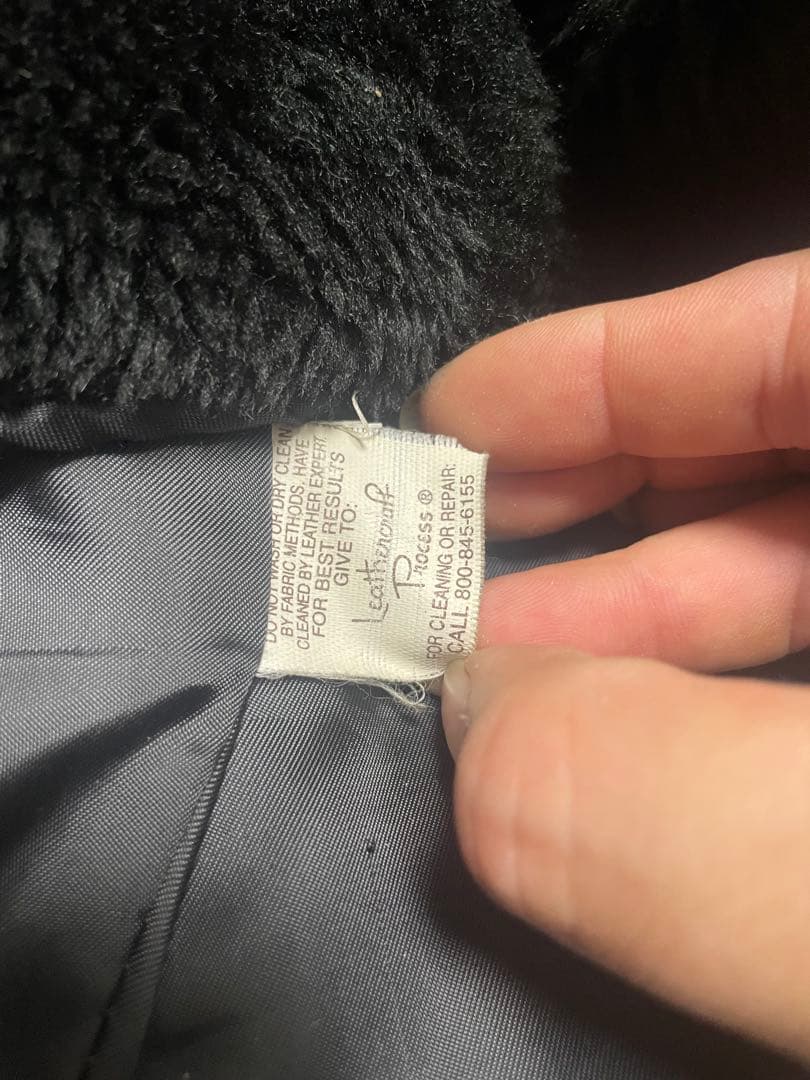 DO NOT WASH OR DRY CLEAN
BY FABRIC METHODS. HAVE
CLEANED BY LEATHER EXPERT.
FOR BEST RESULTS
GIVE TO:
Leathercraft
Process®
FOR CLEANING OR REPAIR:
CALL 800-845-6155